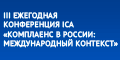 III ЕЖЕГОДНАЯ
КОНФЕРЕНЦИЯ ICA
«КОМПЛАЕНС В РОССИИ:
МЕЖДУНАРОДНЫЙ КОНТЕКСТ»